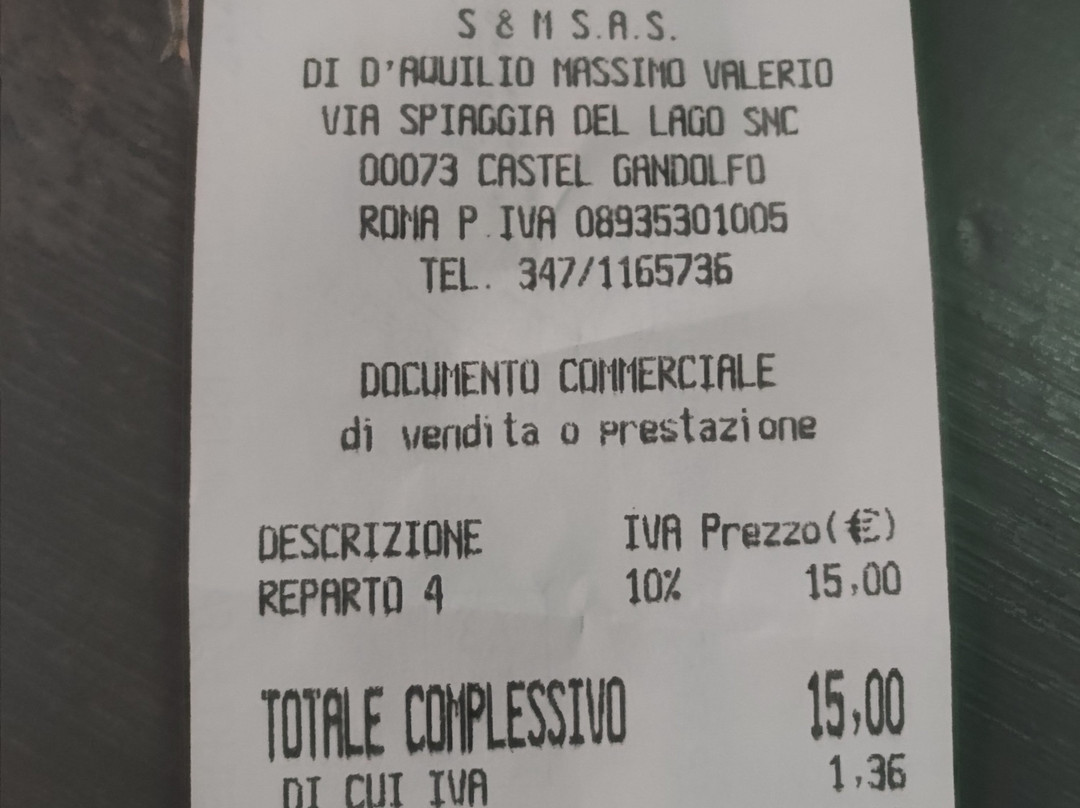 S & M S.A.S.
DI D'AQUILIO MASSIMO VALERIO
VIA SPIAGGIA DEL LAGO SNC
00073 CASTEL GANDOLFO
ROMA P.IVA 08935301005
TEL. 347/1165736
DOCUMENTO COMMERCIALE
di vendita o prestazione
DESCRIZIONE IVA Prezzo(€)
REPARTO 4 10% 15,00
TOTALE COMPLESSIVO 15,00
DI CUI IVA 1,36